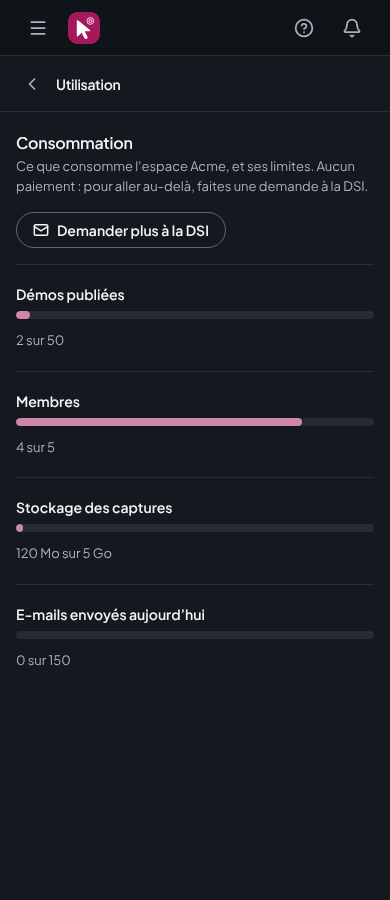 Utilisation
Consommation
Ce que consomme l'espace Acme, et ses limites. Aucun
paiement : pour aller au-delà, faites une demande à la DSI.
Demander plus à la DSI
Démos publiées
2 sur 50
Membres
4 sur 5
Stockage des captures
120 Mo sur 5 Go
E-mails envoyés aujourd’hui
0 sur 150